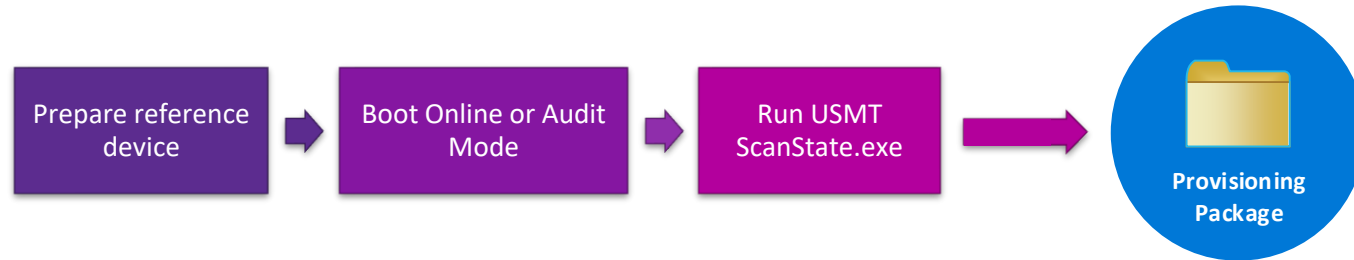 Prepare reference
device
Boot Online or Audit
Mode
Run USMT
ScanState.exe
Provisioning
Package